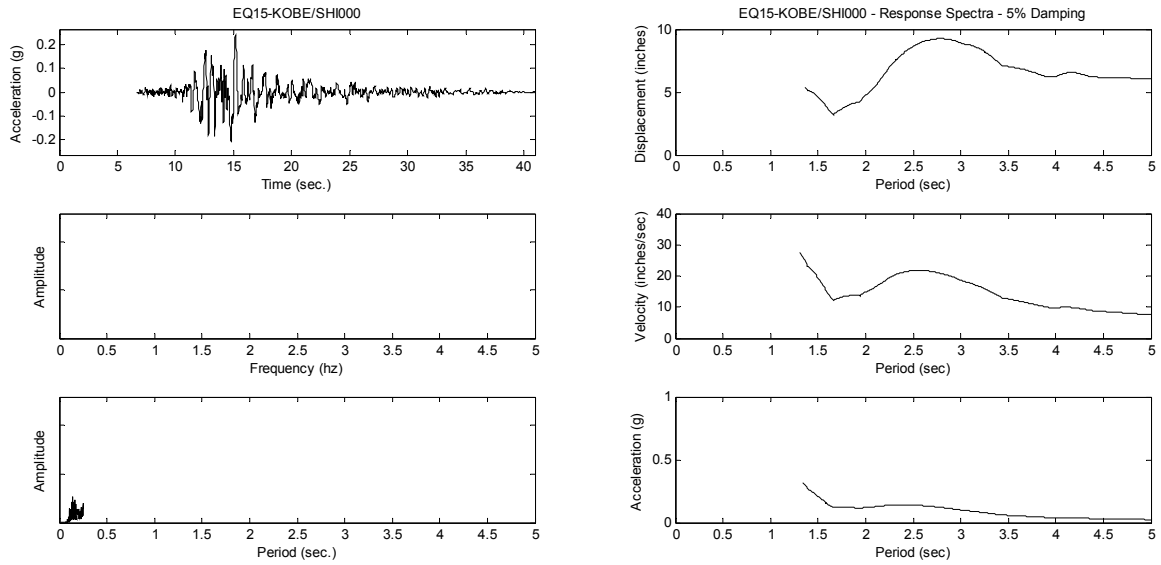 EQ15-KOBE/SHI000
0.2
0.1
0
-0.1
-0.2
Acceleration (g)
0 5 10 15 20 25 30 35 40
Time (sec.)
Amplitude
0 0.5 1 1.5 2 2.5 3 3.5 4 4.5 5
Frequency (hz)
Amplitude
0 0.5 1 1.5 2 2.5 3 3.5 4 4.5 5
Period (sec.)
EQ15-KOBE/SHI000 - Response Spectra - 5% Damping
10
5
0
Displacement (inches)
0 0.5 1 1.5 2 2.5 3 3.5 4 4.5 5
Period (sec)
40
30
20
10
0
Velocity (inches/sec)
0 0.5 1 1.5 2 2.5 3 3.5 4 4.5 5
Period (sec)
1
0.5
0
Acceleration (g)
0 0.5 1 1.5 2 2.5 3 3.5 4 4.5 5
Period (sec)